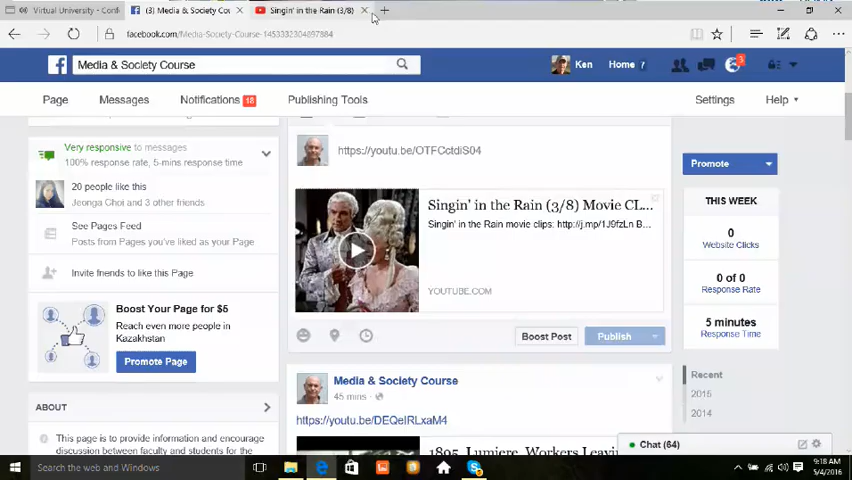 Virtual University - Conf
(3) Media & Society Cou
Singin' in the Rain (3/8)
facebook.com/Media-Society-Course-1453332304897884
Media & Society Course
Ken
Home 7
3
Page
Messages
Notifications 18
Publishing Tools
Settings
Help
Very responsive to messages
100% response rate, 5-mins response time
20 people like this
Jeonga Choi and 3 other friends
See Pages Feed
Posts from Pages you've liked as your Page
Invite friends to like this Page
Boost Your Page for $5
Reach even more people in
Kazakhstan
Promote Page
ABOUT
This page is to provide information and encourage
discussion between past, present and future
https://youtu.be/OTFCctdiS04
Singin' in the Rain (3/8) Movie CL...
Singin' in the Rain movie clips: http://j.mp/1J9fzLn B...
YOUTUBE.COM
Boost Post
Publish
Media & Society Course
45 mins
https://youtu.be/DEQeIRLxaM4
1895, Lumiere, Workers Leavi
Promote
THIS WEEK
0
Website Clicks
0 of 0
Response Rate
5 minutes
Response Time
Recent
2015
2014
Chat (64)
Search the web and Windows
9:18 AM
5/4/2016